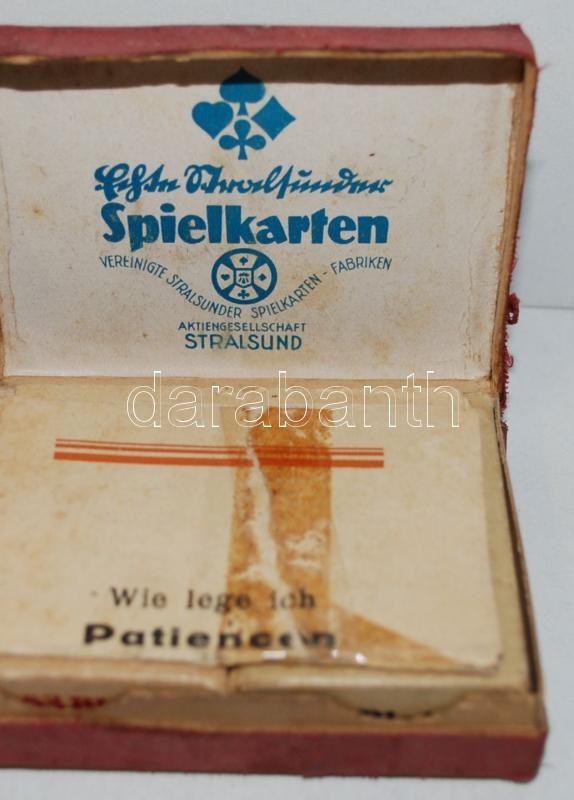 Echte Stralsunder
Spielkarten
VEREINIGTE STRALSUNDER SPIELKARTEN - FABRIKEN
AKTIENGESELLSCHAFT
STRALSUND
darabanth
Wie lege ich
Patiencen